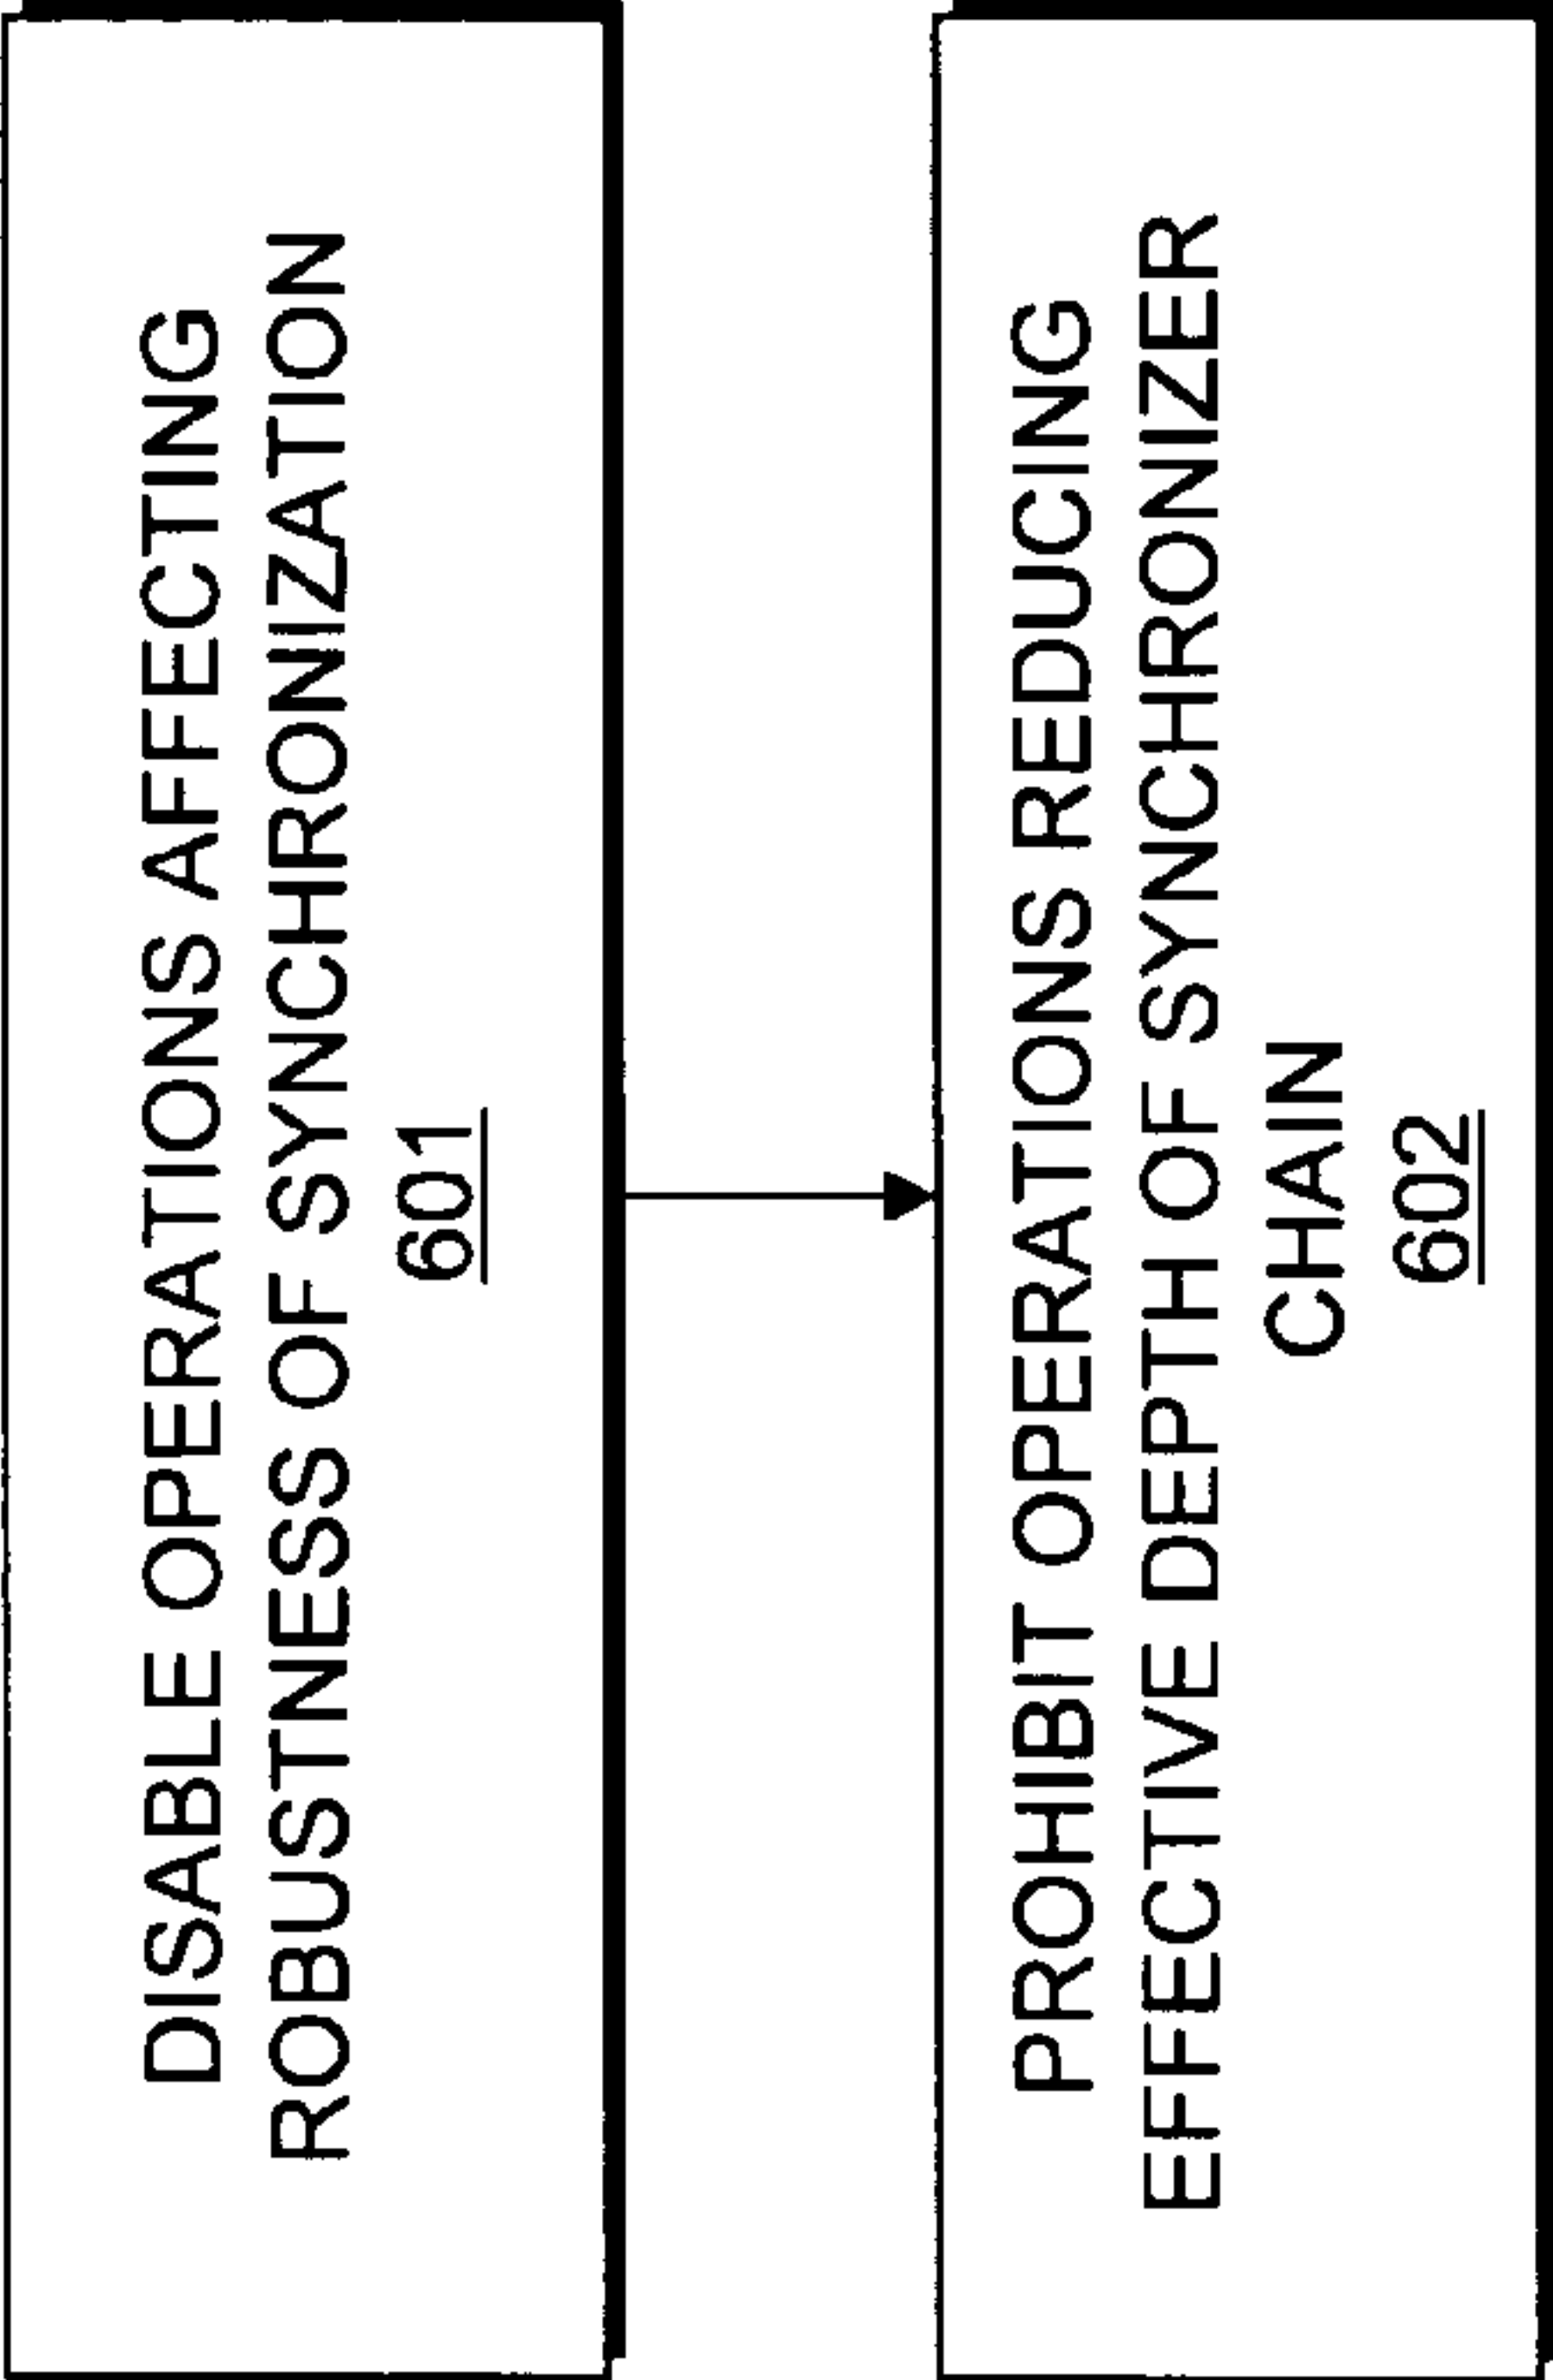 DISABLE OPERATIONS AFFECTING
ROBUSTNESS OF SYNCHRONIZATION
601
PROHIBIT OPERATIONS REDUCING
EFFECTIVE DEPTH OF SYNCHRONIZER
CHAIN
602